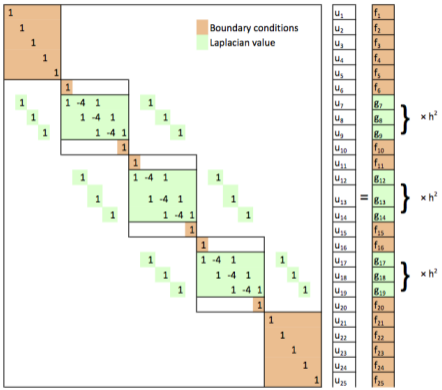 1 u₁ f₁
1 Boundary conditions u₂ f₂
1 Laplacian value u₃ f₃
1 u₄ f₄
1 u₅ f₅
1 u₆ f₆
1 1 -4 1 1 u₇ g₇
1 1 -4 1 1 u₈ g₈ } × h²
1 1 -4 1 1 u₉ g₉
1 u₁₀ f₁₀
1 u₁₁ f₁₁
1 1 -4 1 1 u₁₂ g₁₂
1 1 -4 1 1 u₁₃ = g₁₃ } × h²
1 1 -4 1 1 u₁₄ g₁₄
1 u₁₅ f₁₅
1 u₁₆ f₁₆
1 1 -4 1 1 u₁₇ g₁₇
1 1 -4 1 1 u₁₈ g₁₈ } × h²
1 1 -4 1 1 u₁₉ g₁₉
1 u₂₀ f₂₀
1 u₂₁ f₂₁
1 u₂₂ f₂₂
1 u₂₃ f₂₃
1 u₂₄ f₂₄
1 u₂₅ f₂₅